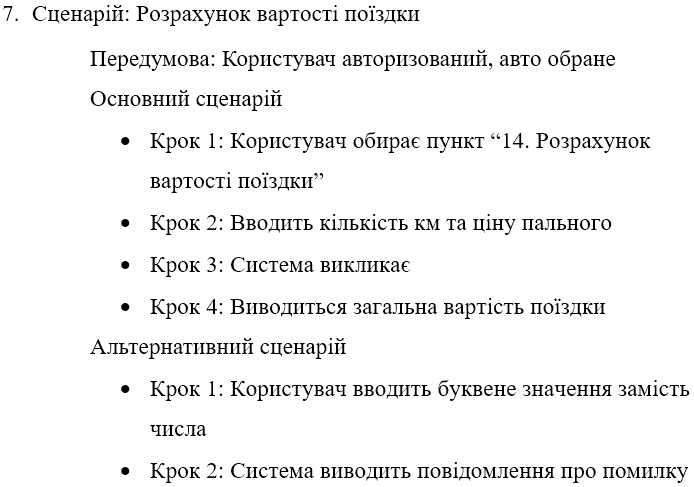 7. Сценарій: Розрахунок вартості поїздки
Передумова: Користувач авторизований, авто обране
Основний сценарій
• Крок 1: Користувач обирає пункт “14. Розрахунок
вартості поїздки”
• Крок 2: Вводить кількість км та ціну пального
• Крок 3: Система викликає
• Крок 4: Виводиться загальна вартість поїздки
Альтернативний сценарій
• Крок 1: Користувач вводить буквене значення замість
числа
• Крок 2: Система виводить повідомлення про помилку